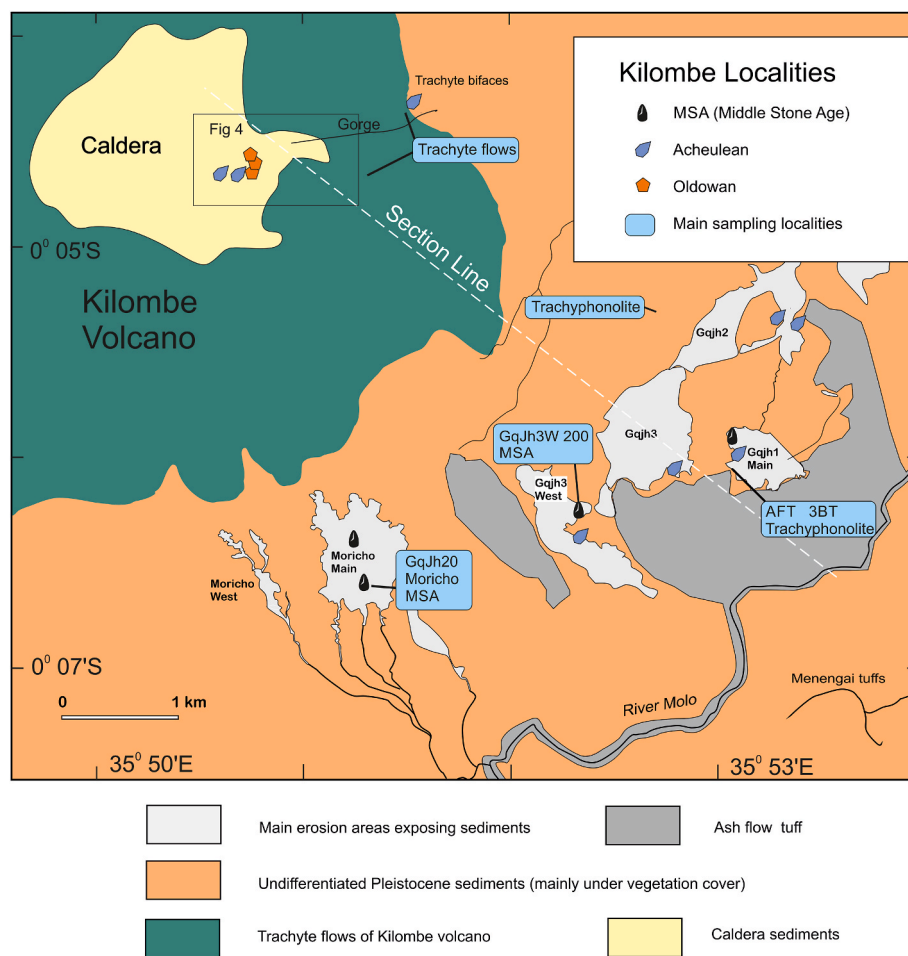 Trachyte bifaces
Fig 4
Gorge
Caldera
Trachyte flows
Kilombe Localities
MSA (Middle Stone Age)
Acheulean
Oldowan
Main sampling localities
Section Line
0⁰ 05'S
Kilombe
Volcano
Trachyphonolite
Gqjh2
Gqjh3
GqJh3W 200
MSA
Gqjh1
Main
Gqjh3
West
AFT 3BT
Trachyphonolite
Moricho
Main
GqJh20
Moricho
MSA
Moricho
West
0⁰ 07'S
0 1 km
River Molo
Menengai tuffs
35⁰ 50'E
35⁰ 53'E
Main erosion areas exposing sediments
Ash flow tuff
Undifferentiated Pleistocene sediments (mainly under vegetation cover)
Trachyte flows of Kilombe volcano
Caldera sediments